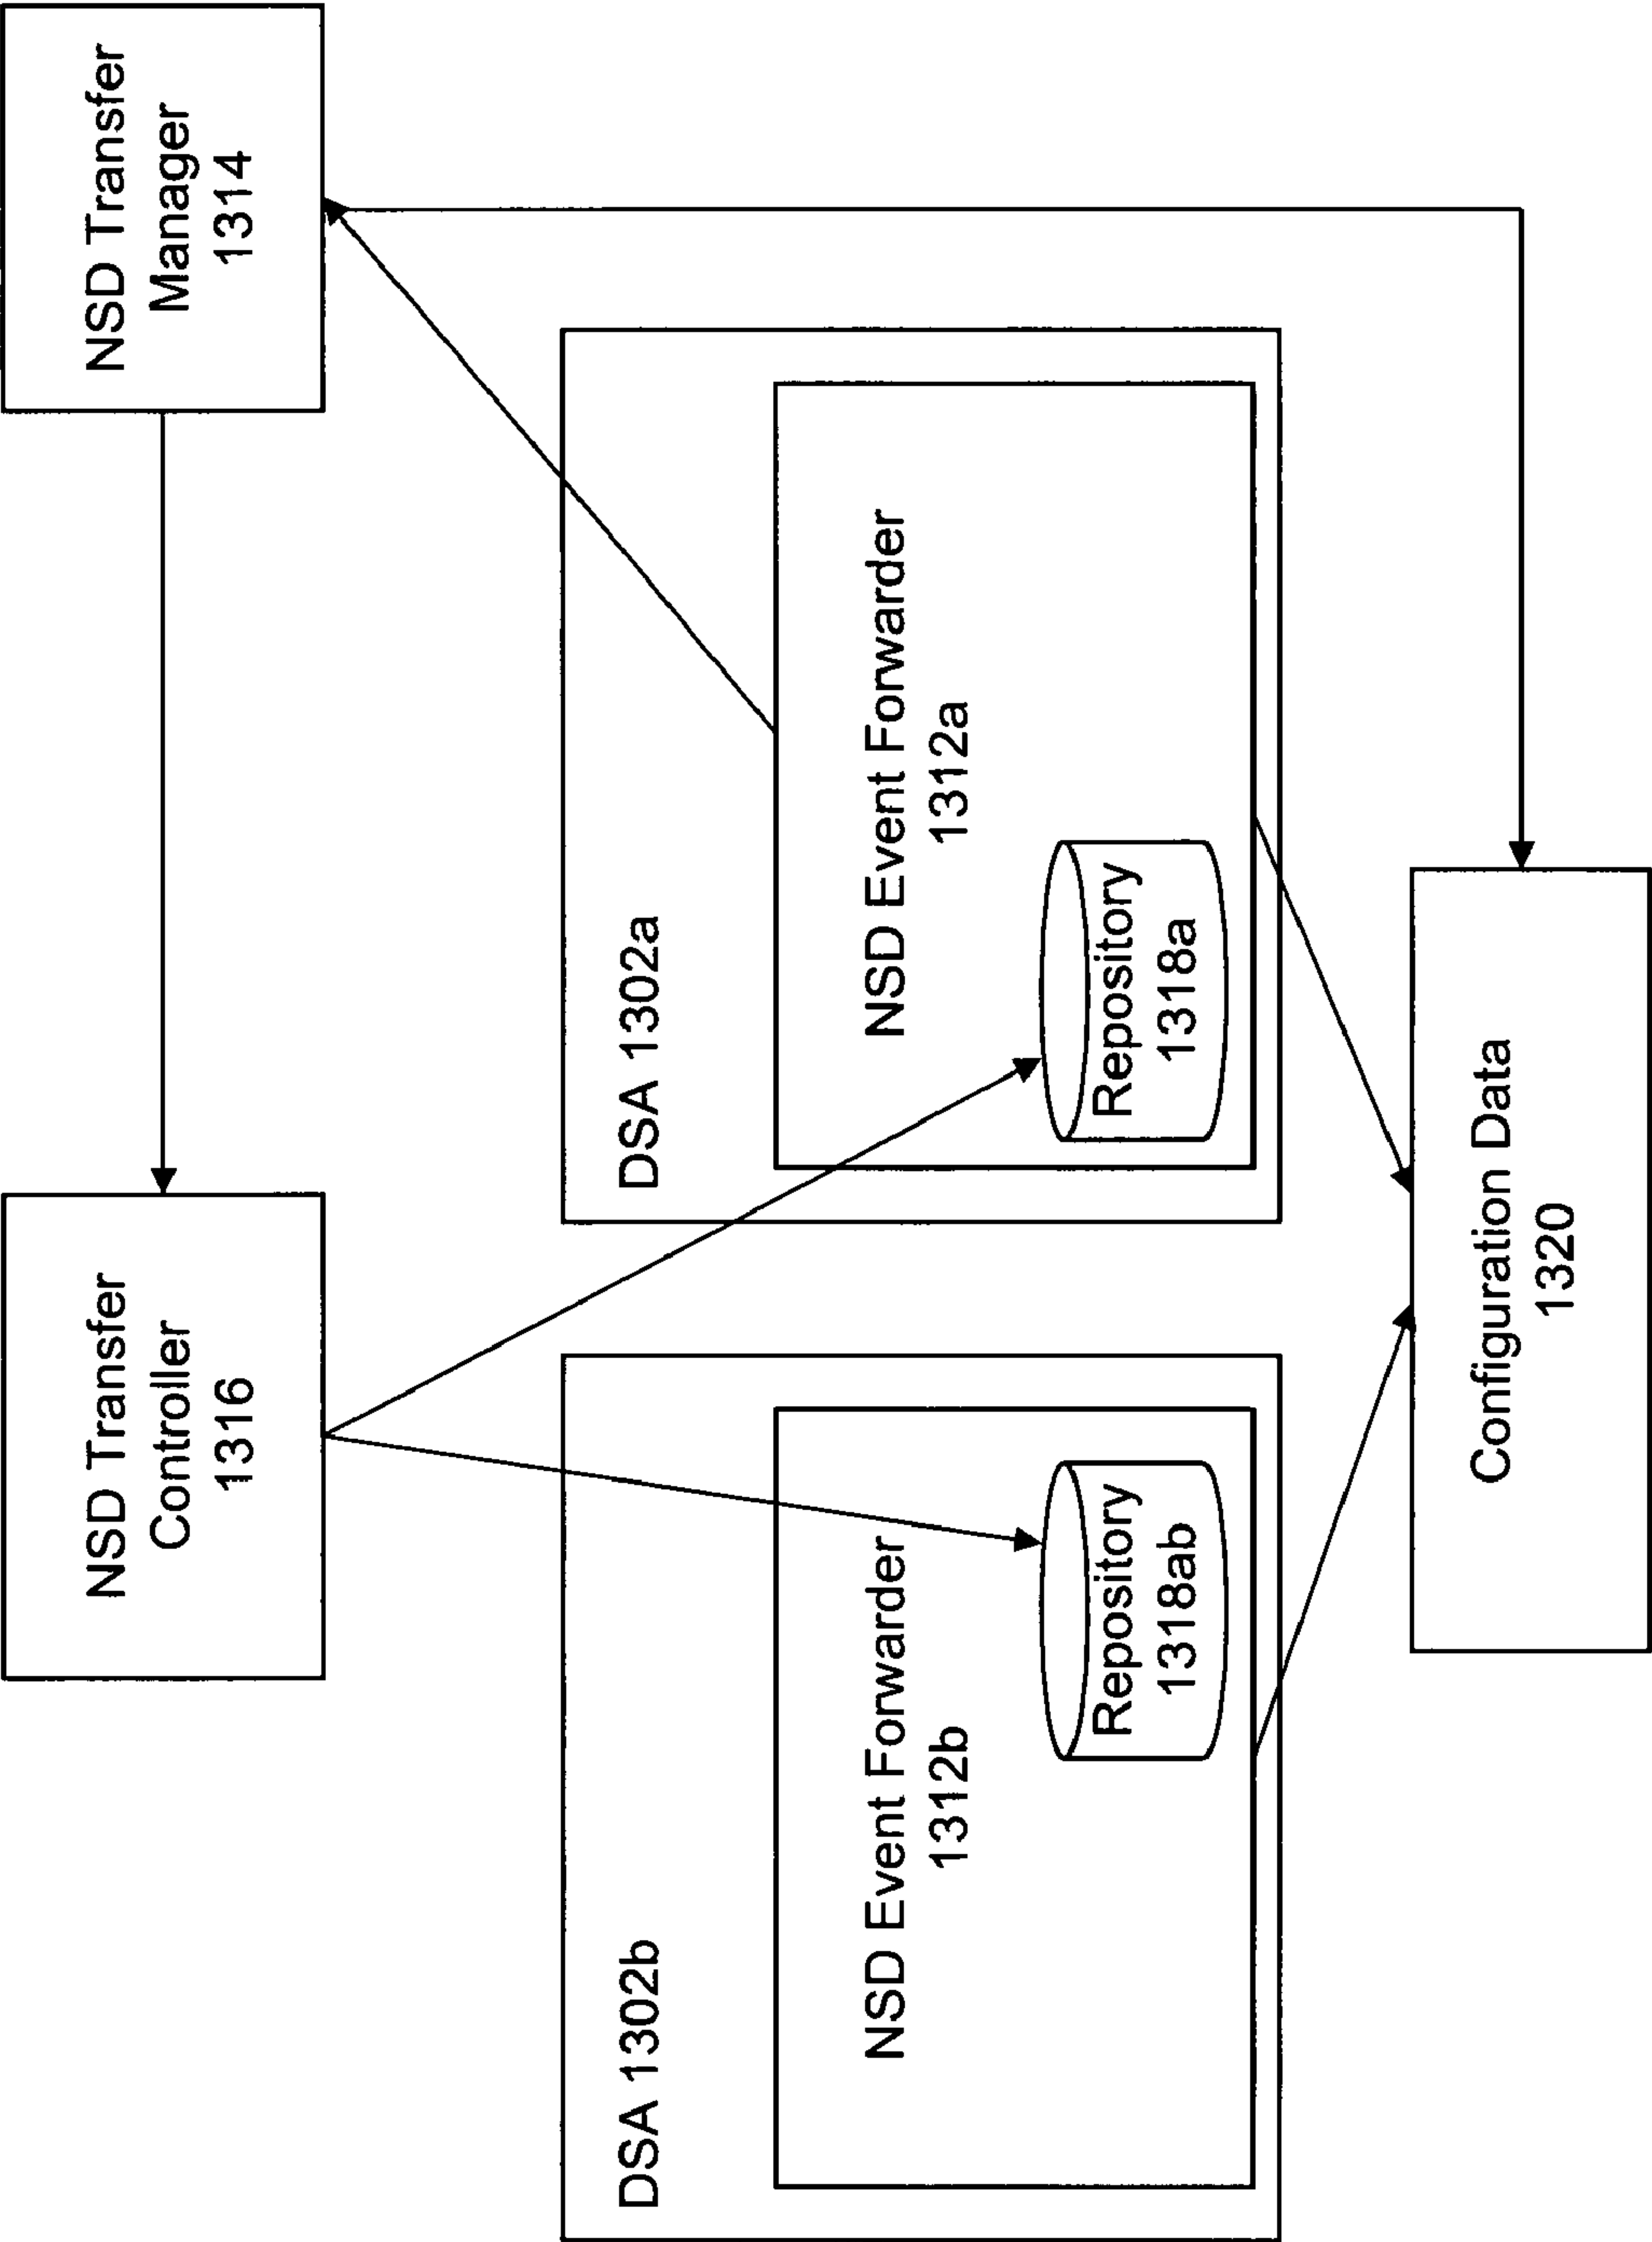 NSD Transfer
Controller
1316
NSD Transfer
Manager
1314
DSA 1302b
NSD Event Forwarder
1312b
Repository
1318ab
DSA 1302a
NSD Event Forwarder
1312a
Repository
1318a
Configuration Data
1320